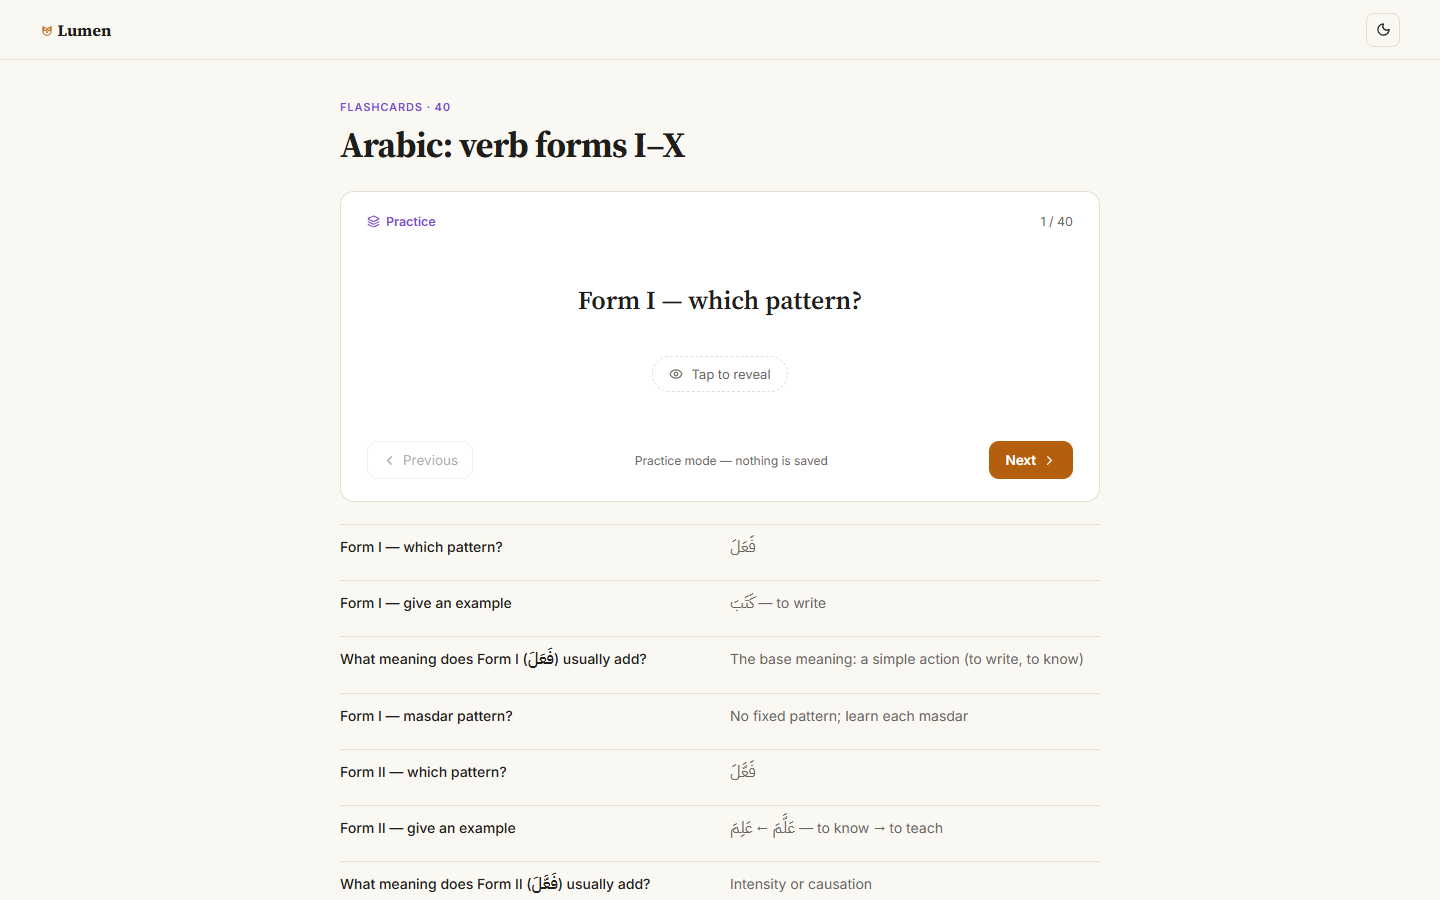 Lumen
FLASHCARDS · 40
Arabic: verb forms I–X
Practice
1 / 40
Form I — which pattern?
Tap to reveal
Previous
Practice mode — nothing is saved
Next
Form I — which pattern?
فَعَلَ
Form I — give an example
كَتَبَ — to write
What meaning does Form I (فَعَلَ) usually add?
The base meaning: a simple action (to write, to know)
Form I — masdar pattern?
No fixed pattern; learn each masdar
Form II — which pattern?
فَعَّلَ
Form II — give an example
عَلِمَ ← عَلَّمَ — to know → to teach
What meaning does Form II (فَعَّلَ) usually add?
Intensity or causation